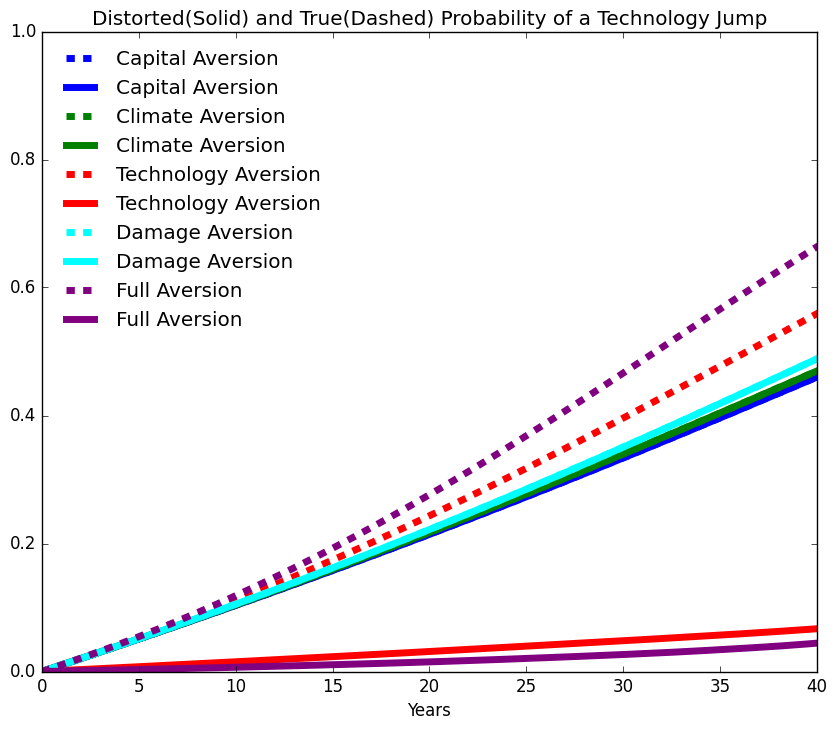 Distorted(Solid) and True(Dashed) Probability of a Technology Jump
1.0
Capital Aversion
Capital Aversion
Climate Aversion
Climate Aversion
0.8
Technology Aversion
Technology Aversion
Damage Aversion
Damage Aversion
0.6
Full Aversion
Full Aversion
0.4
0.2
0.0
0 5 10 15 20 25 30 35 40
Years